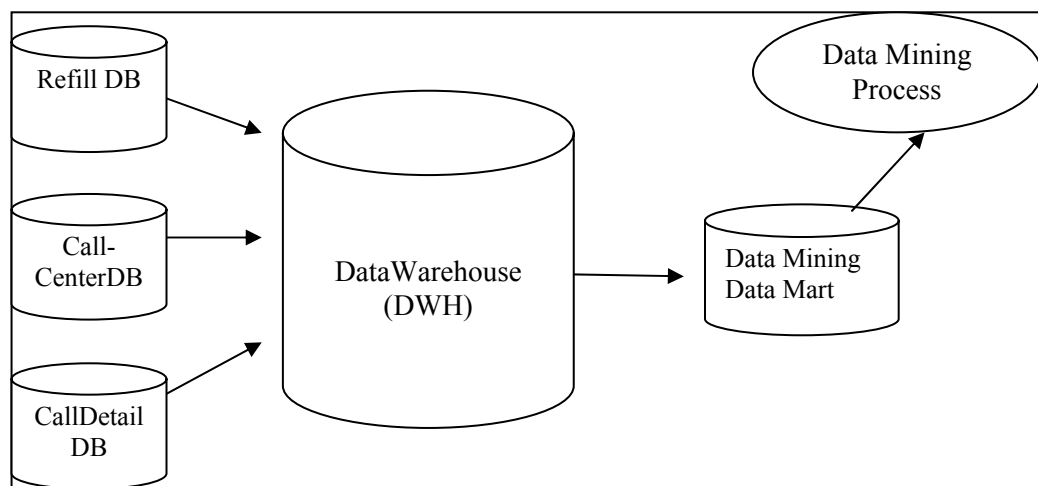 Refill DB
Call-
CenterDB
CallDetail
DB
DataWarehouse
(DWH)
Data Mining
Data Mart
Data Mining
Process